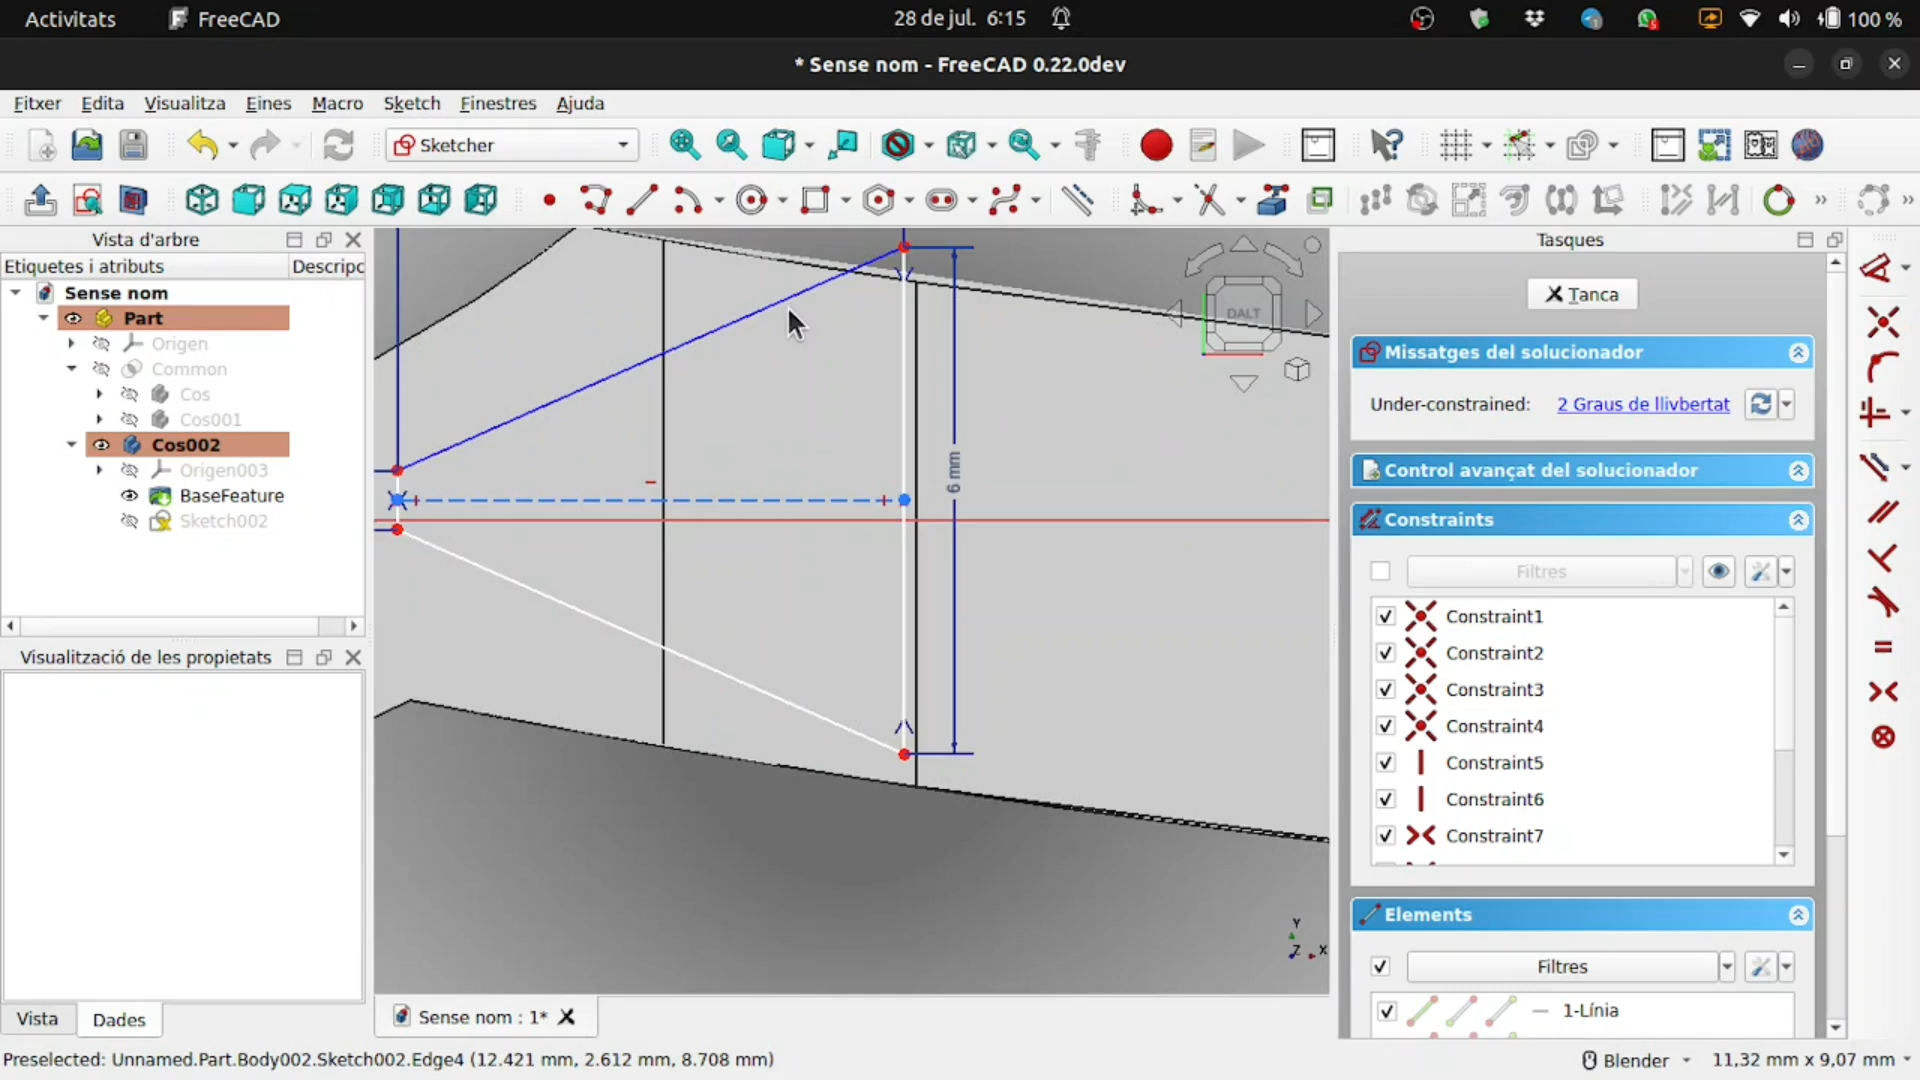 Activitats FreeCAD 28 de jul. 6:15 100 %
* Sense nom - FreeCAD 0.22.0dev
Fitxer Edita Visualitza Eines Macro Sketch Finestres Ajuda
Sketcher
Vista d'arbre
Etiquetes i atributs Descripc
Sense nom
Part
Origen
Common
Cos
Cos001
Cos002
Origen003
BaseFeature
Sketch002
Visualització de les propietats
Vista Dades
6 mm
DALT
Y
Z X
Sense nom : 1*
Tasques
Tanca
Missatges del solucionador
Under-constrained: 2 Graus de llivbertat
Control avançat del solucionador
Constraints
Filtres
Constraint1
Constraint2
Constraint3
Constraint4
Constraint5
Constraint6
Constraint7
Elements
Filtres
1-Línia
Preselected: Unnamed.Part.Body002.Sketch002.Edge4 (12.421 mm, 2.612 mm, 8.708 mm) Blender 11,32 mm x 9,07 mm